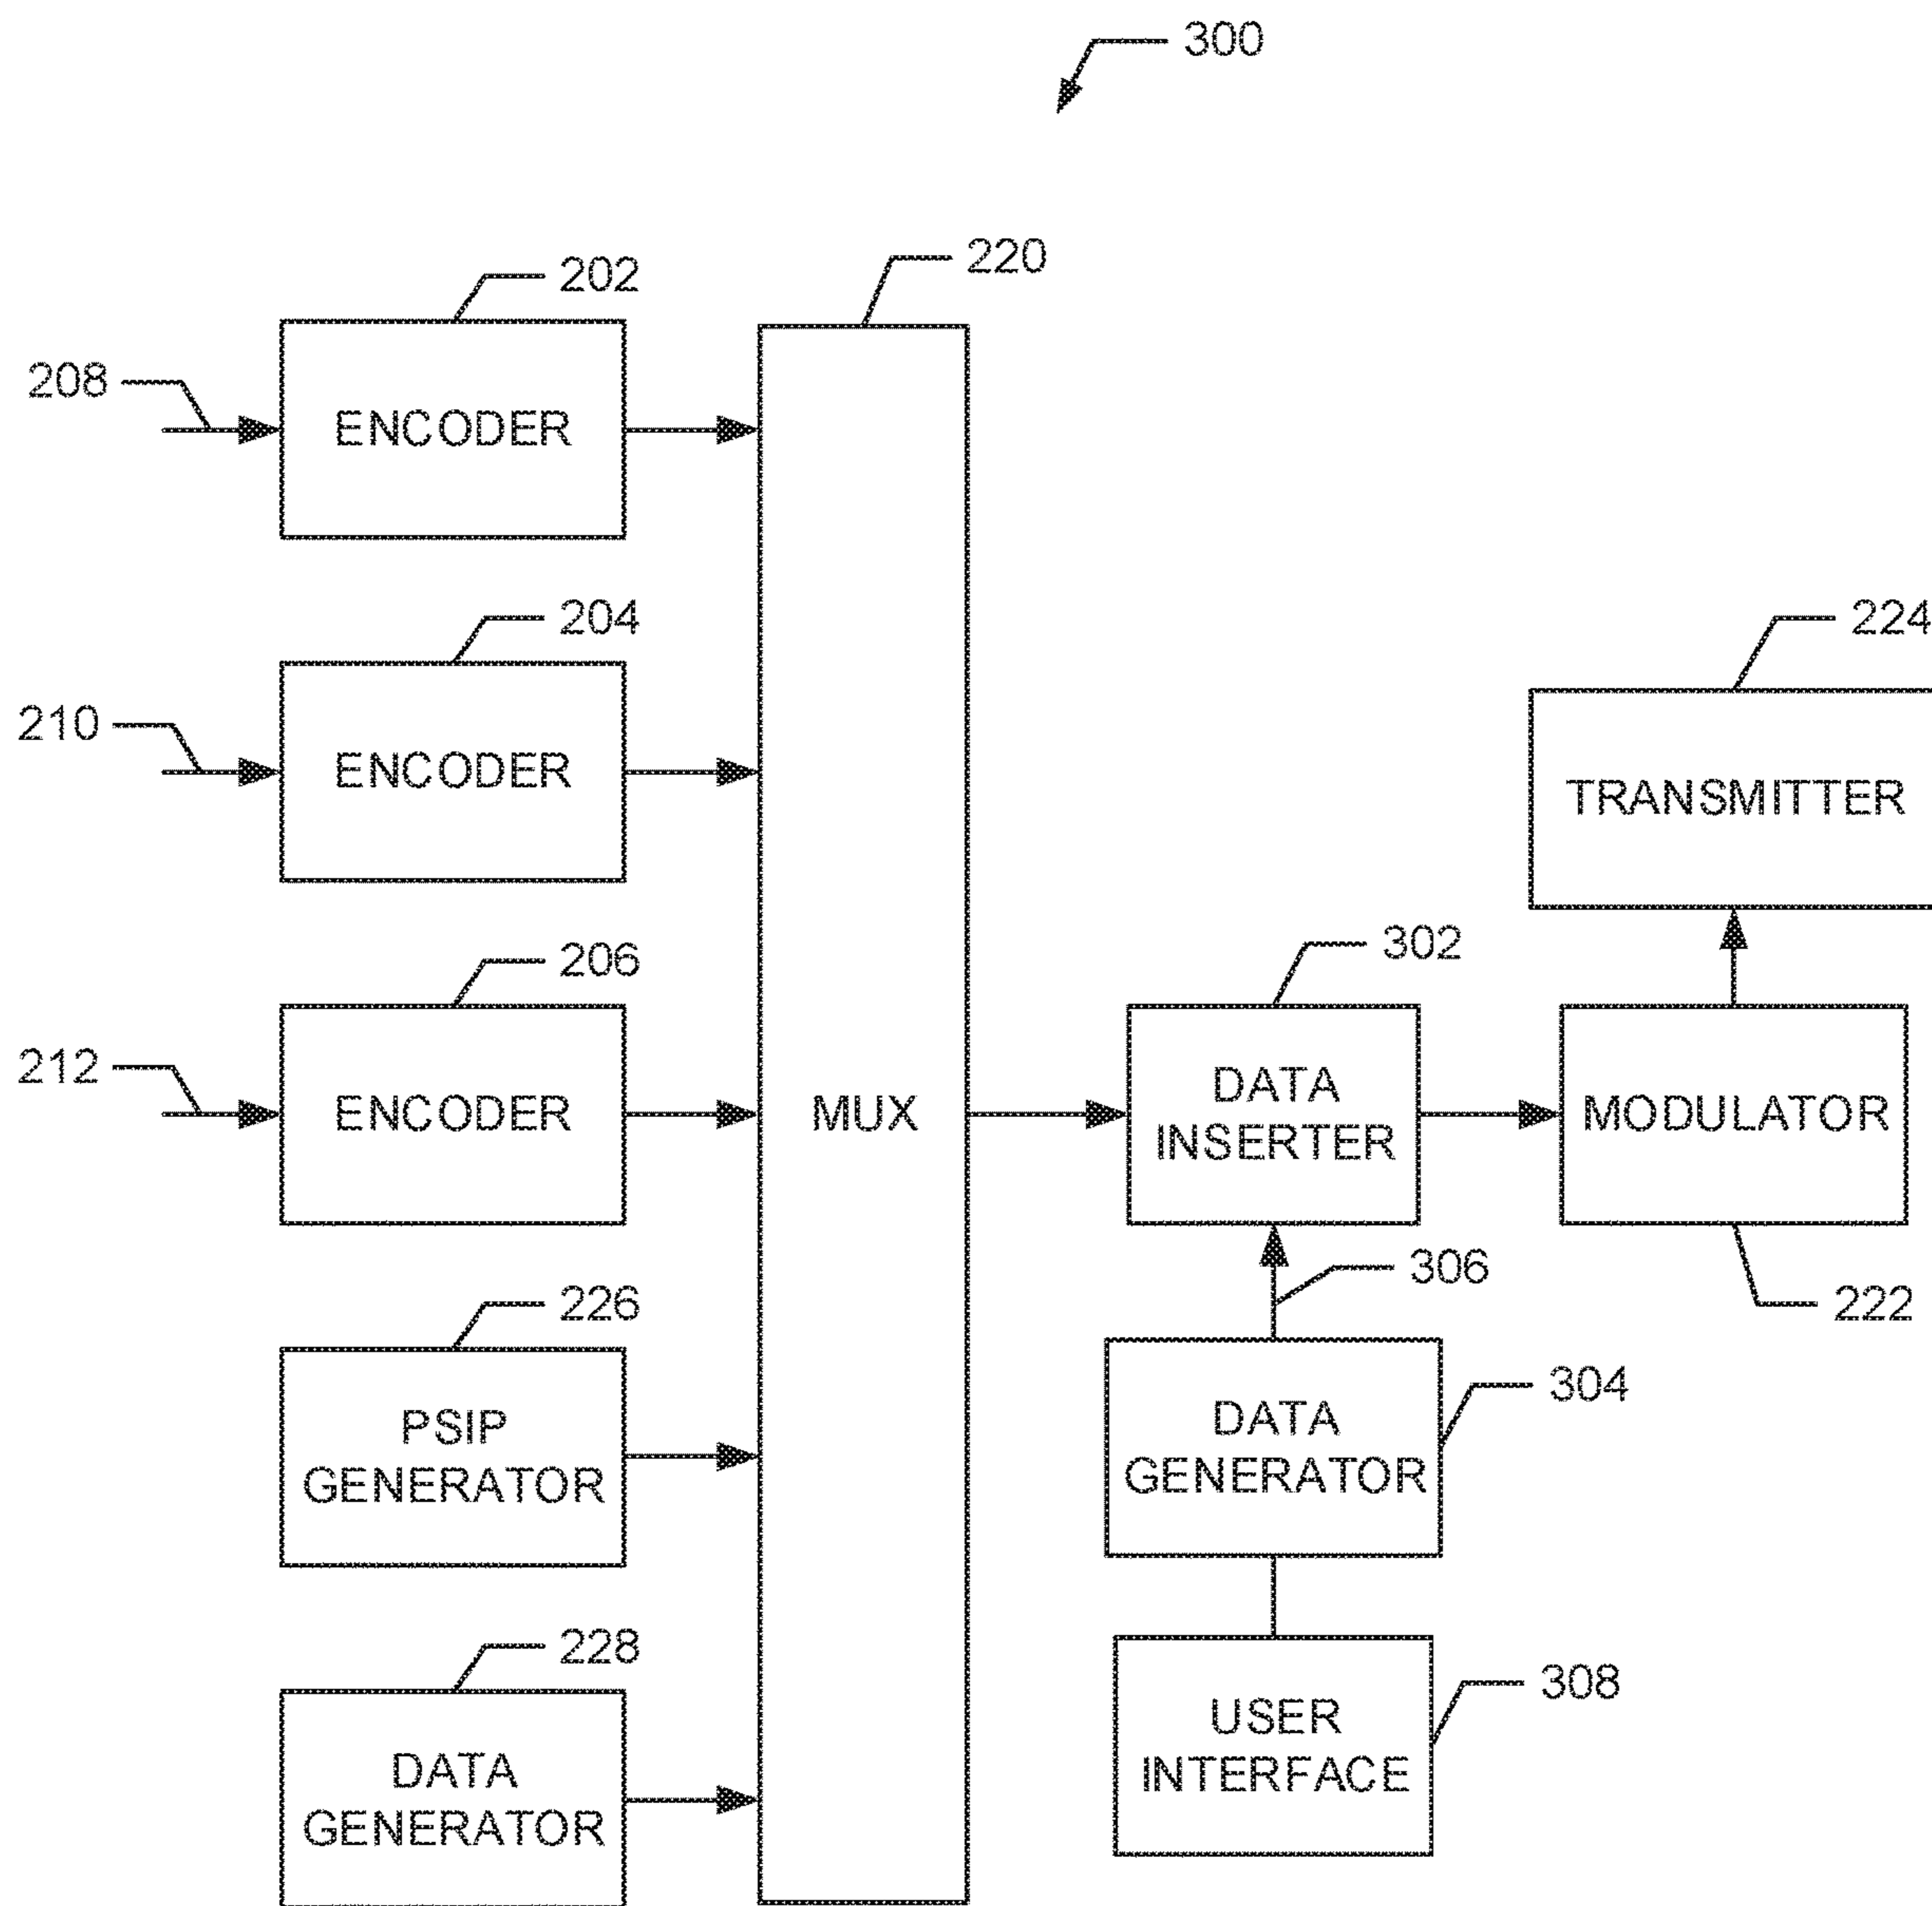 300
220
202
208
ENCODER
204
224
210
ENCODER
TRANSMITTER
206
302
212
ENCODER
MUX
DATA
INSERTER
MODULATOR
306
222
226
PSIP
GENERATOR
304
DATA
GENERATOR
228
308
DATA
GENERATOR
USER
INTERFACE